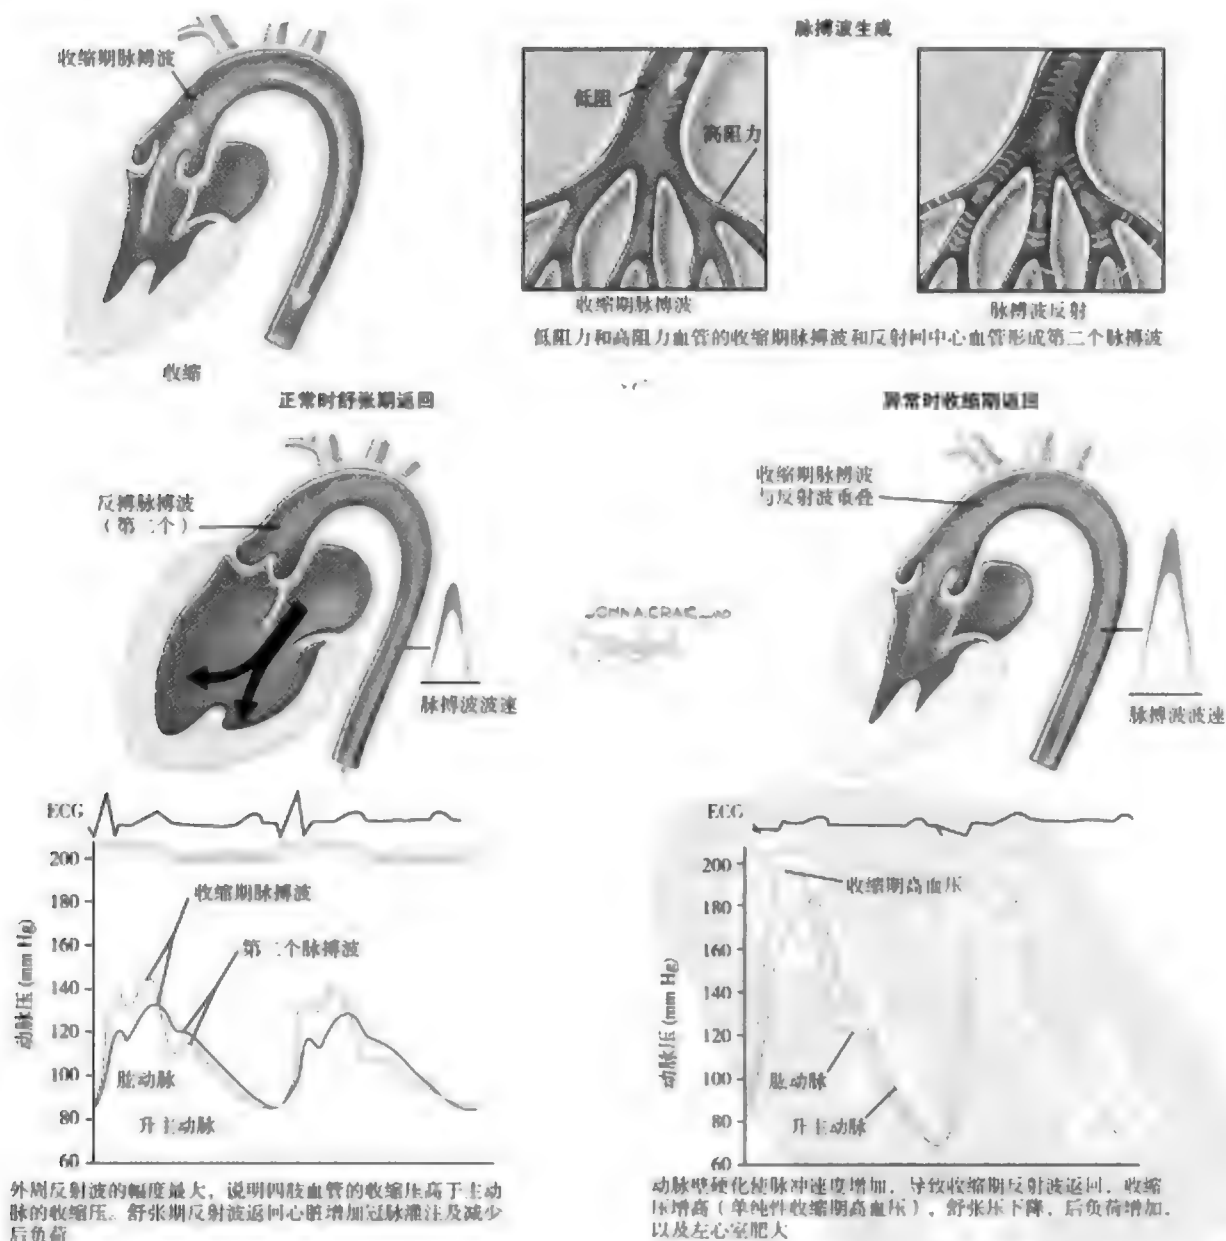 脉搏波生成
收缩期脉搏波
低阻
高阻力
收缩期脉搏波
脉搏波反射
低阻力和高阻力血管的收缩期脉搏波和反射回中心血管形成第二个脉搏波
收缩
正常时舒张期返回
异常时收缩期返回
反搏脉搏波
（第二个）
收缩期脉搏波
与反射波重叠
脉搏波波速
脉搏波波速
ECG
200
180
160
140
120
100
80
60
动脉压 (mm Hg)
收缩期脉搏波
第二个脉搏波
肱动脉
升主动脉
ECG
200
180
160
140
120
100
80
60
动脉压 (mm Hg)
收缩期高血压
肱动脉
升主动脉
外周反射波的幅度最大，说明四肢血管的收缩压高于主动
脉的收缩压。舒张期反射波返回心脏增加冠脉灌注及减少
后负荷
动脉壁硬化使脉冲速度增加，导致收缩期反射波返回，收缩
压增高（单纯性收缩期高血压），舒张压下降，后负荷增加，
以及左心室肥大